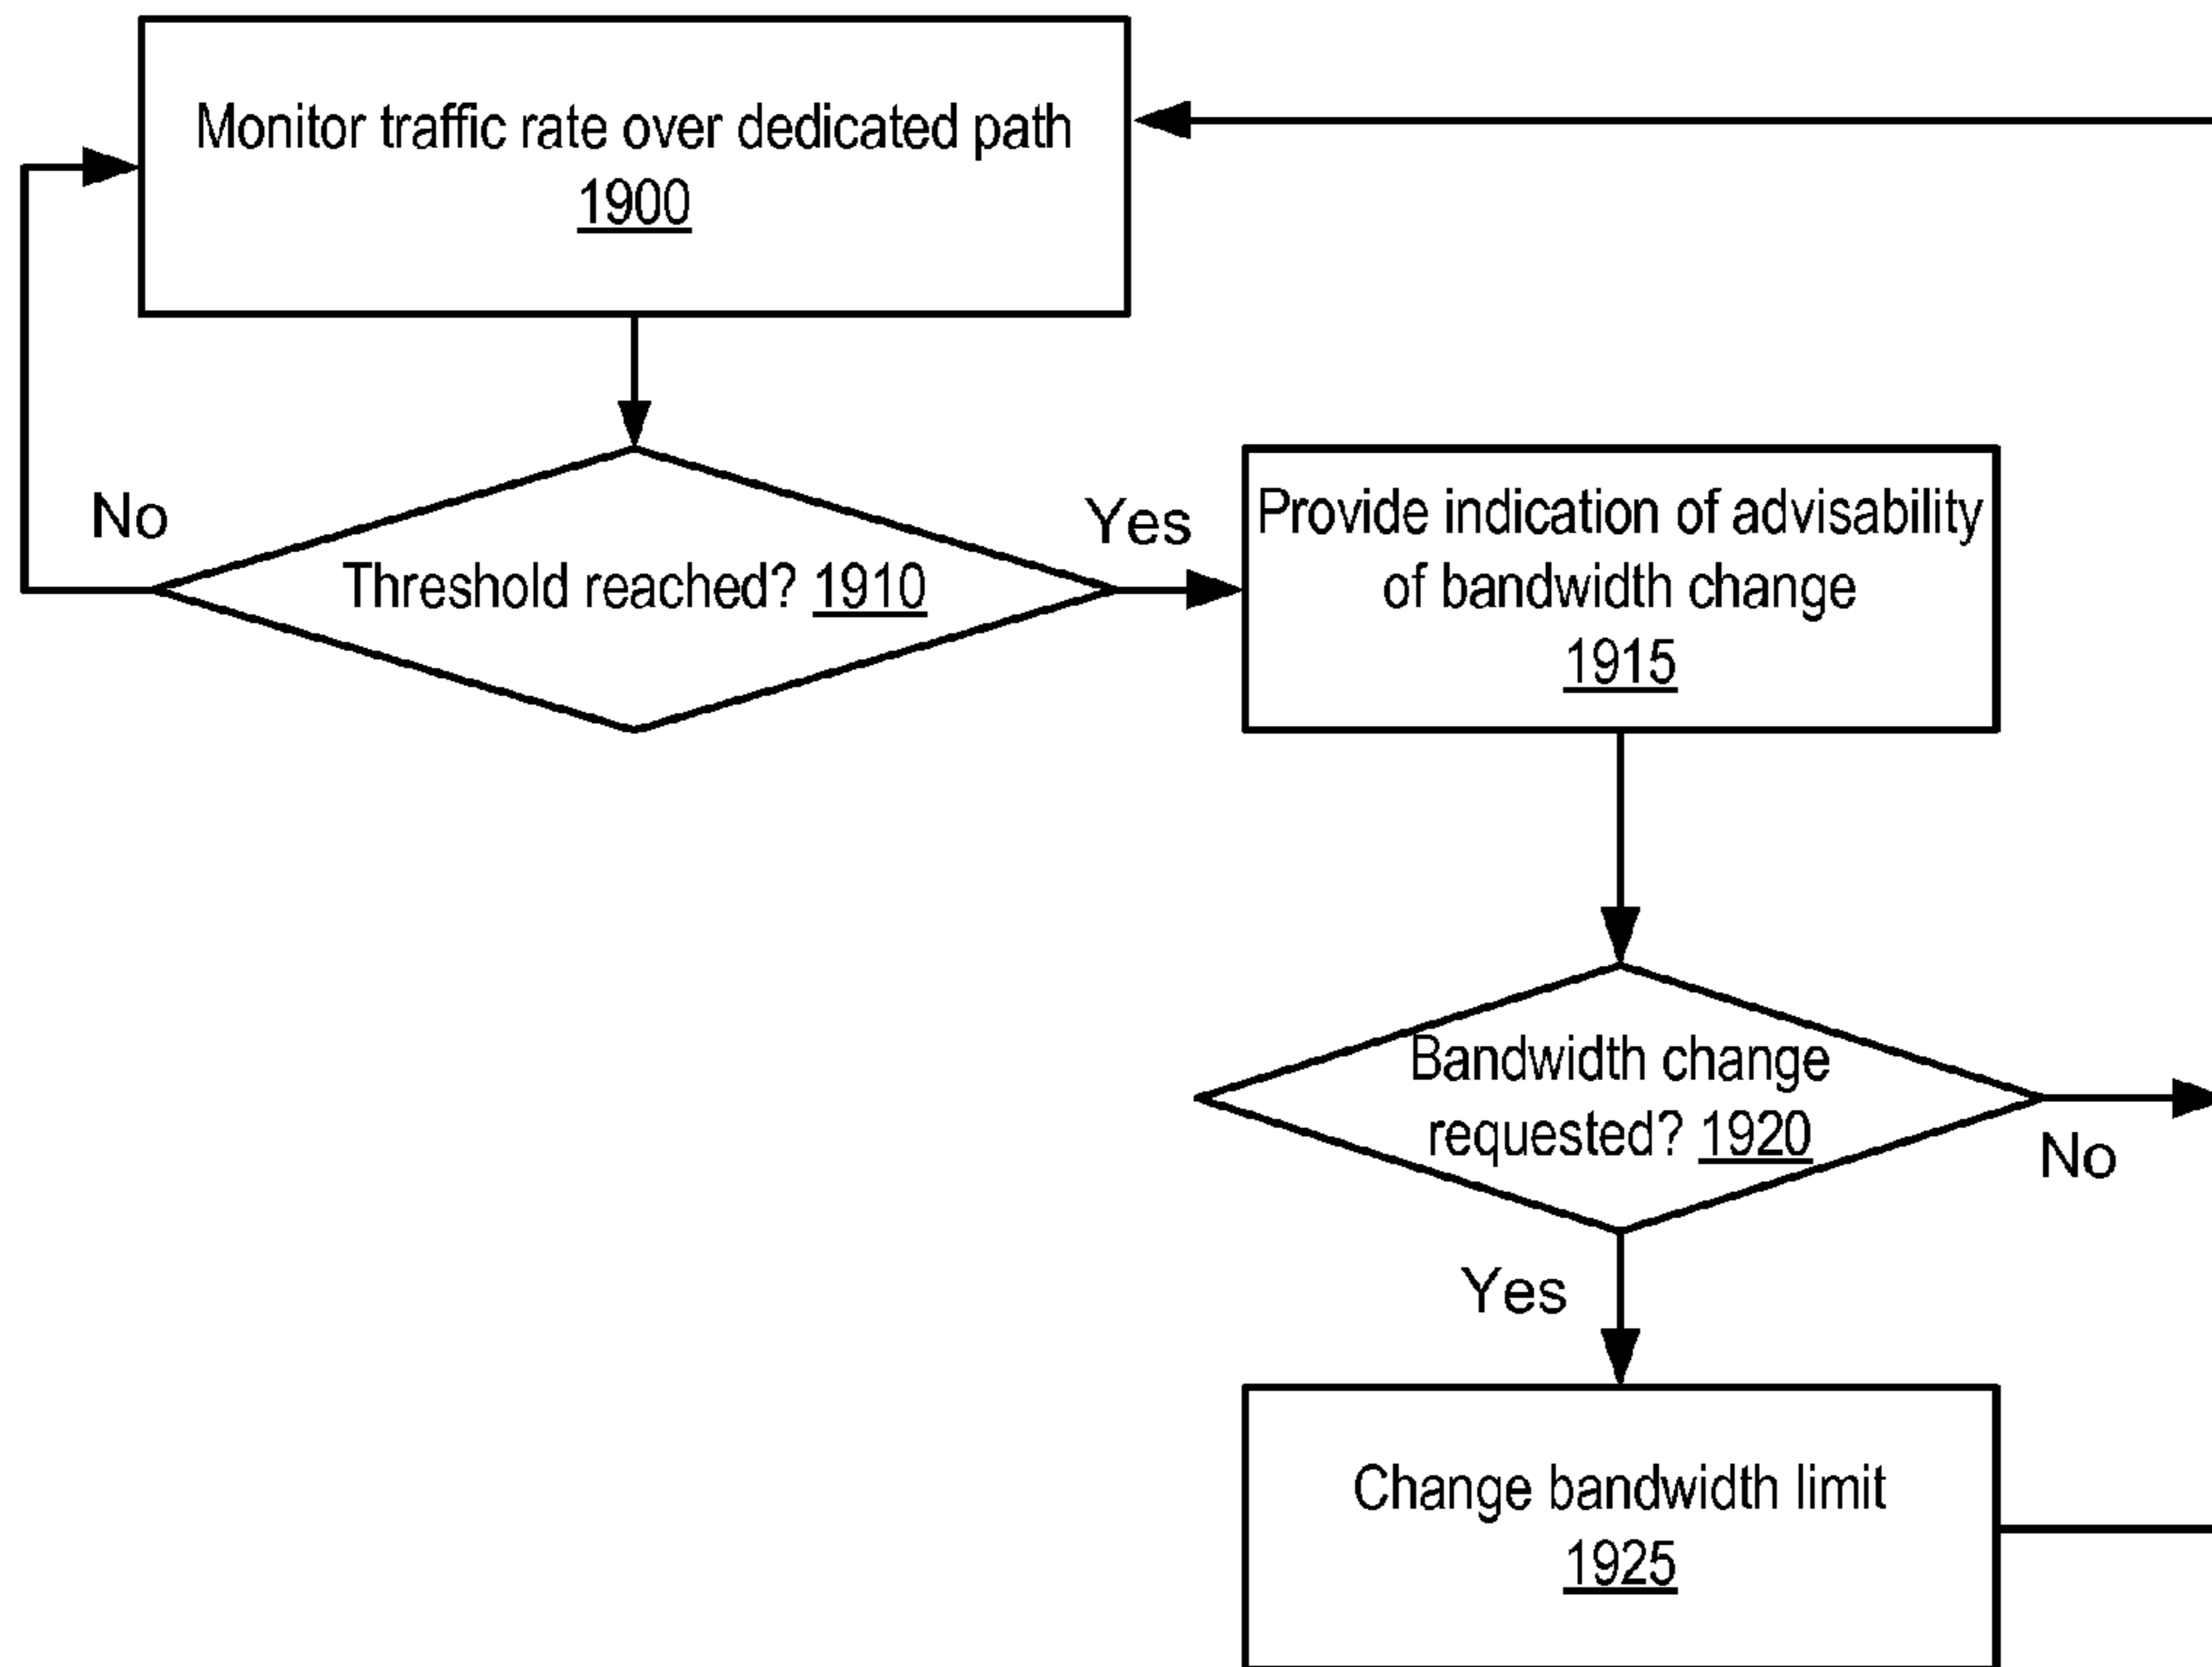 Monitor traffic rate over dedicated path
1900
No
Threshold reached? 1910
Yes
Provide indication of advisability
of bandwidth change
1915
Bandwidth change
requested? 1920
No
Yes
Change bandwidth limit
1925